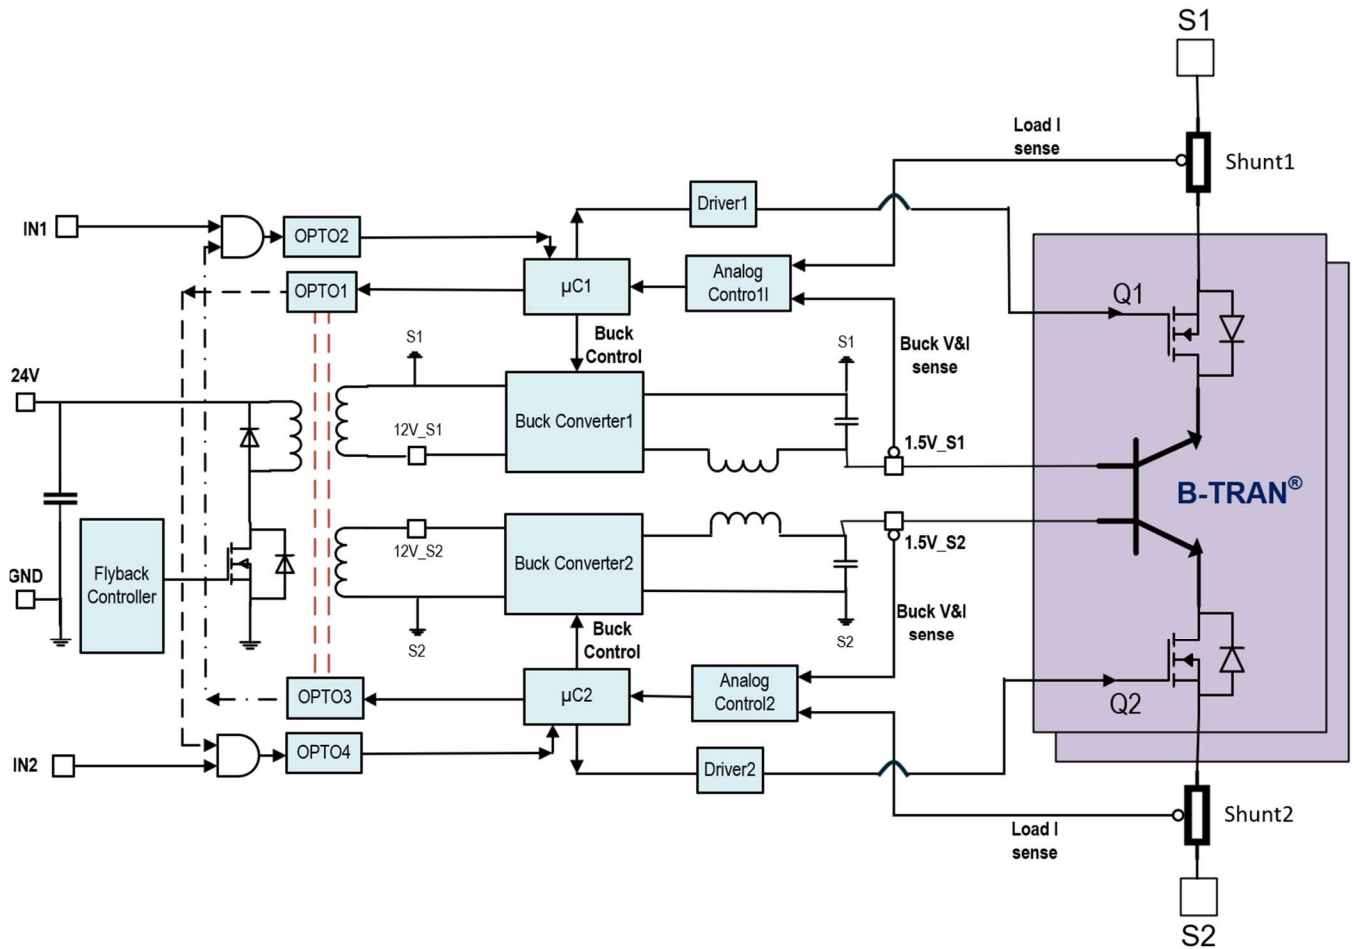 S1
Load I
sense
Shunt1
Driver1
IN1
OPTO2
µC1
Analog
Contro1l
OPTO1
Q1
Buck
Control
Buck V&I
sense
S1
S1
24V
Buck Converter1
12V_S1
1.5V_S1
B-TRAN®
12V_S2
Buck Converter2
1.5V_S2
GND
Flyback
Controller
Buck V&I
sense
Buck
Control
S2
S2
OPTO3
µC2
Analog
Control2
Q2
OPTO4
IN2
Driver2
Shunt2
Load I
sense
S2